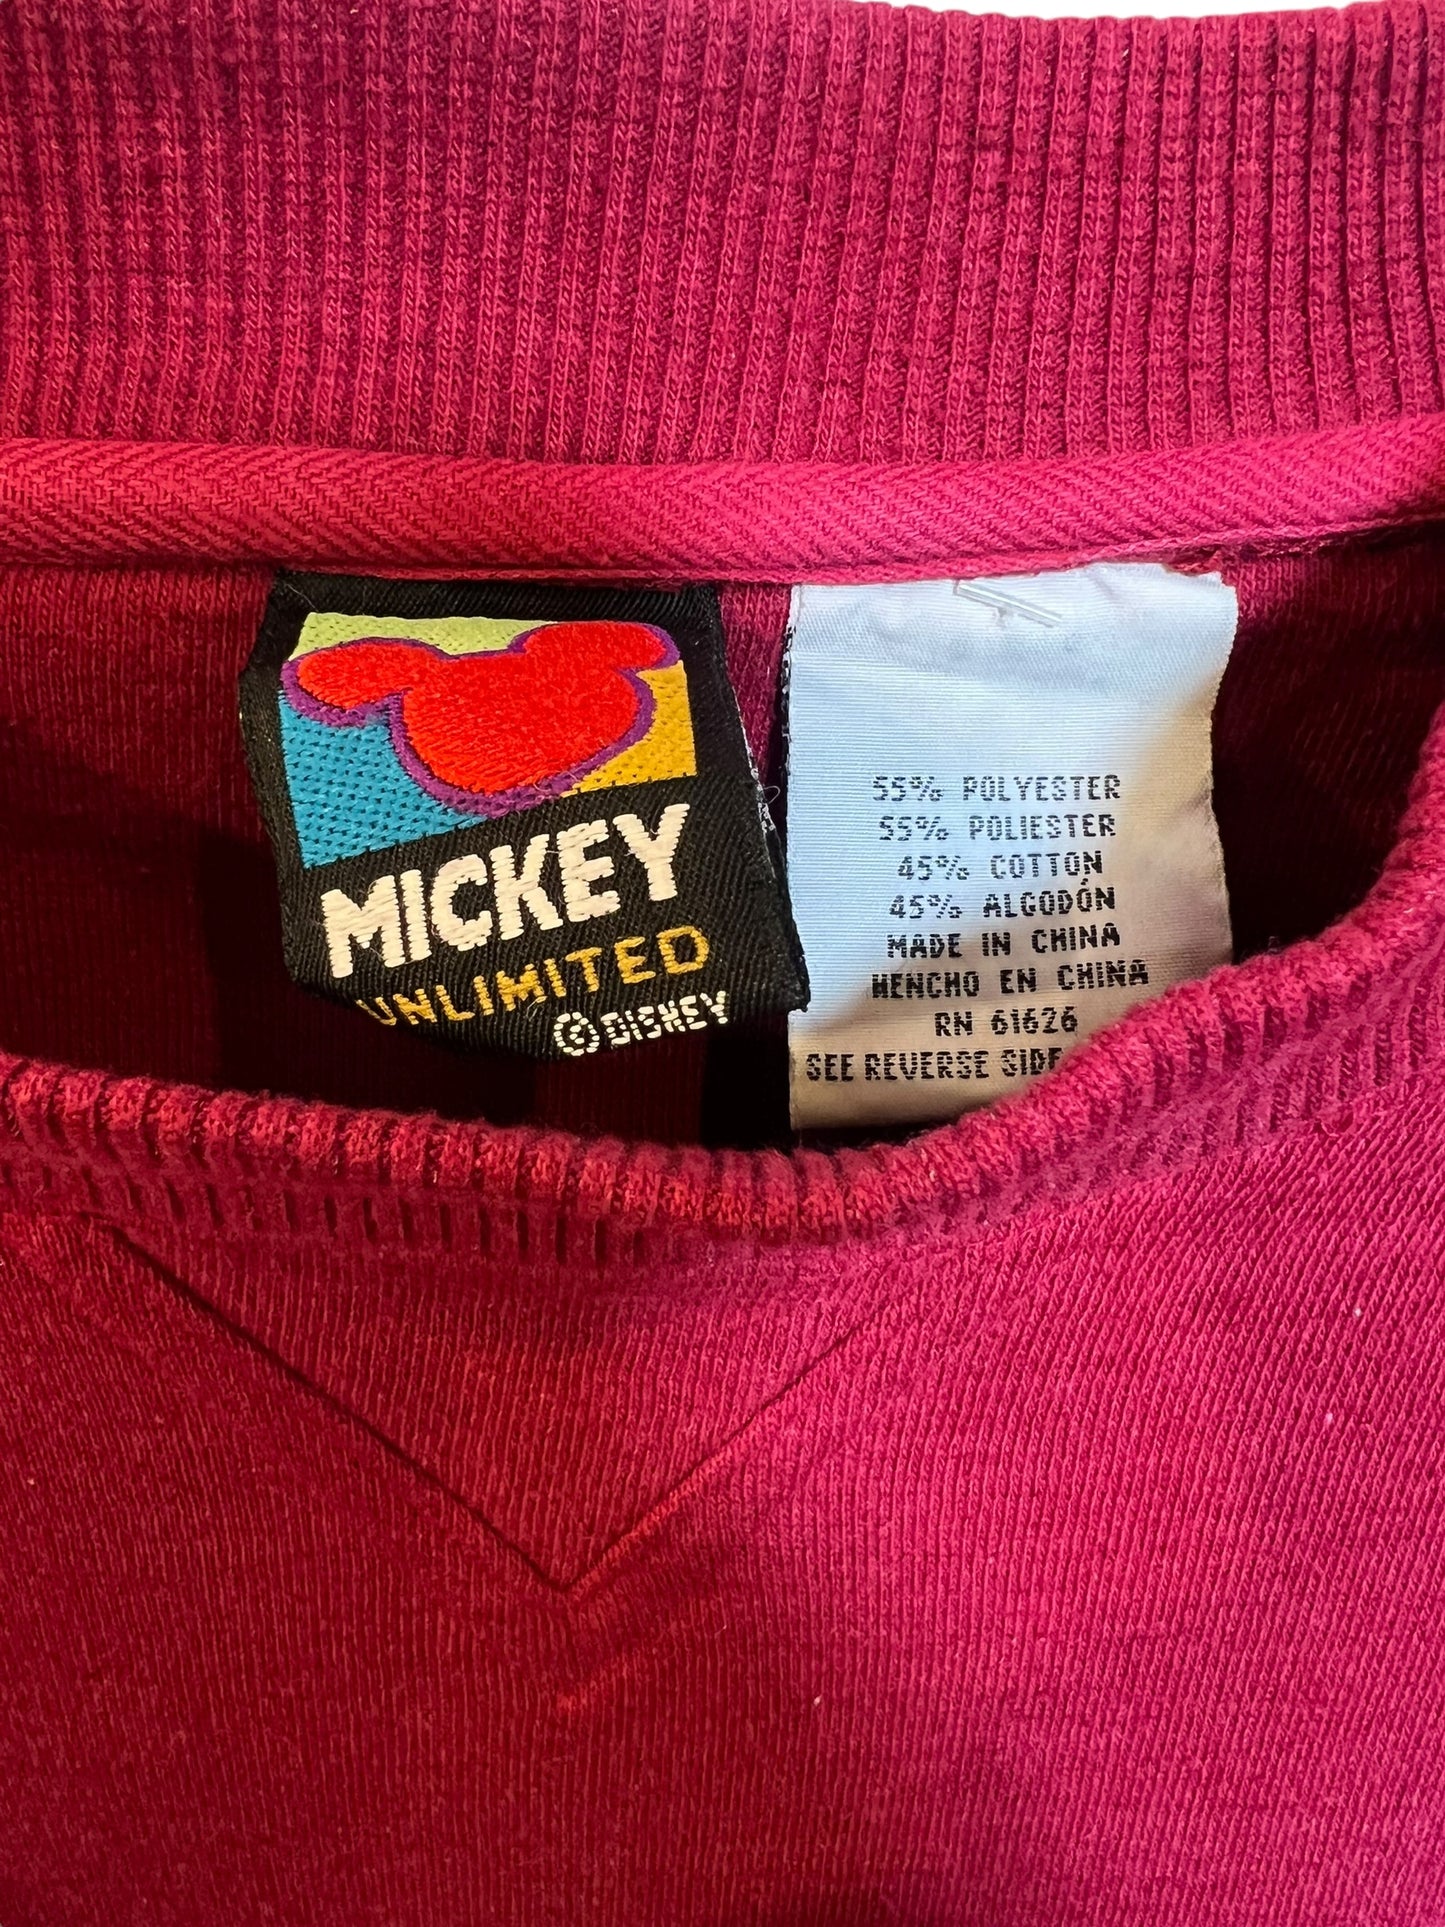 MICKEY
UNLIMITED
© DISNEY
55% POLYESTER
55% POLIESTER
45% COTTON
45% ALGODÓN
MADE IN CHINA
HENCHO EN CHINA
RN 61626
SEE REVERSE SIDE